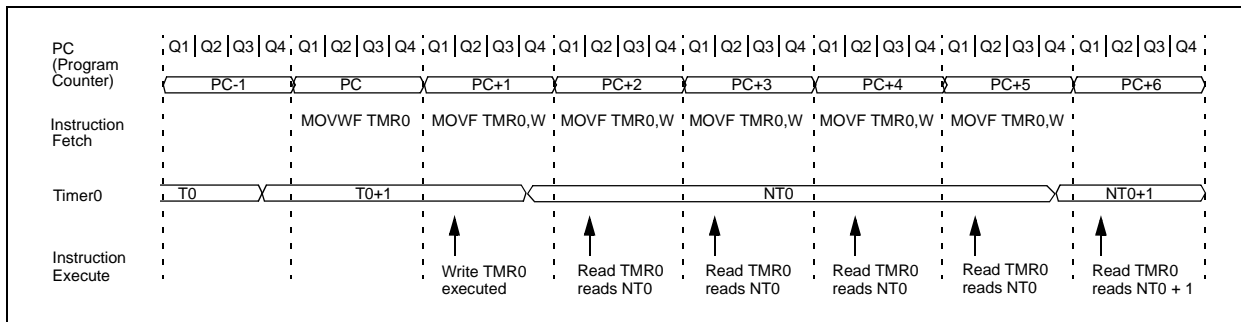 PC
(Program
Counter)
Q1 Q2 Q3 Q4 Q1 Q2 Q3 Q4 Q1 Q2 Q3 Q4 Q1 Q2 Q3 Q4 Q1 Q2 Q3 Q4 Q1 Q2 Q3 Q4 Q1 Q2 Q3 Q4 Q1 Q2 Q3 Q4
PC-1 PC PC+1 PC+2 PC+3 PC+4 PC+5 PC+6
Instruction
Fetch
MOVWF TMR0 MOVF TMR0,W MOVF TMR0,W MOVF TMR0,W MOVF TMR0,W MOVF TMR0,W
Timer0
T0 T0+1 NT0 NT0+1
Instruction
Execute
Write TMR0
executed
Read TMR0
reads NT0
Read TMR0
reads NT0
Read TMR0
reads NT0
Read TMR0
reads NT0
Read TMR0
reads NT0 + 1